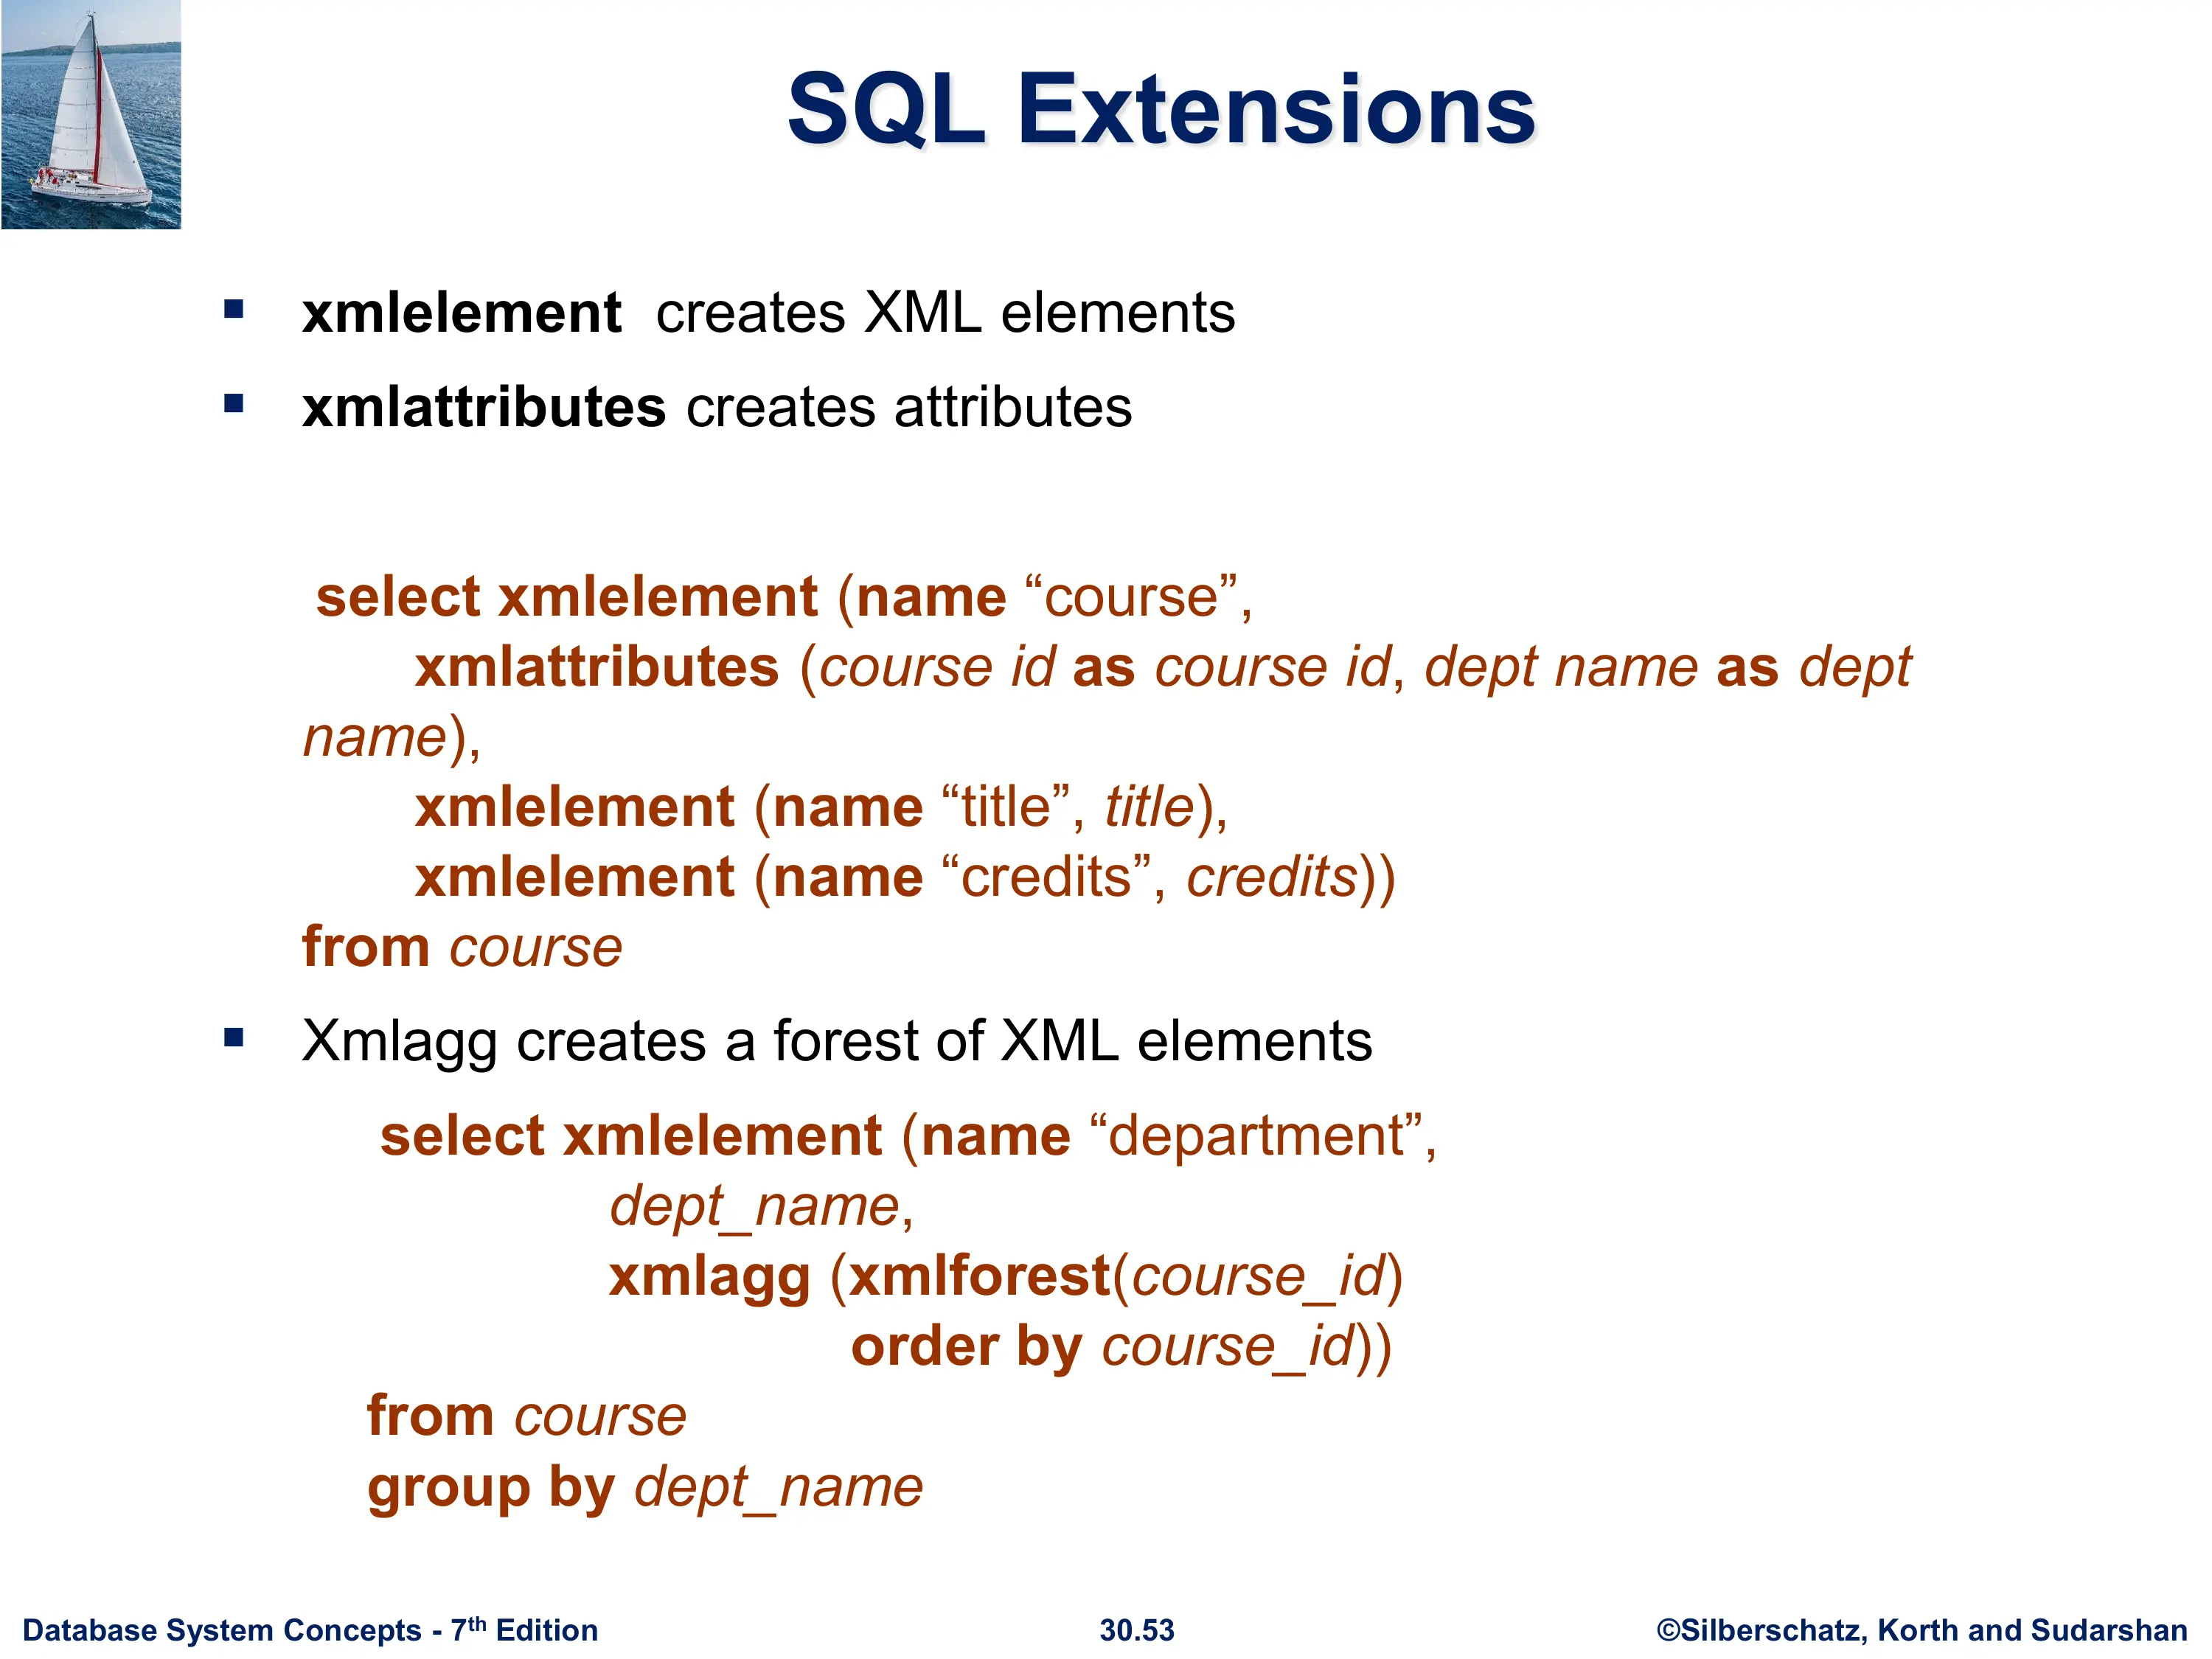 SQL Extensions
▪ xmlelement creates XML elements
▪ xmlattributes creates attributes
select xmlelement (name “course”,
xmlattributes (course id as course id, dept name as dept
name),
xmlelement (name “title”, title),
xmlelement (name “credits”, credits))
from course
▪ Xmlagg creates a forest of XML elements
select xmlelement (name “department”,
dept_name,
xmlagg (xmlforest(course_id)
order by course_id))
from course
group by dept_name
Database System Concepts - 7th Edition 30.53 ©Silberschatz, Korth and Sudarshan